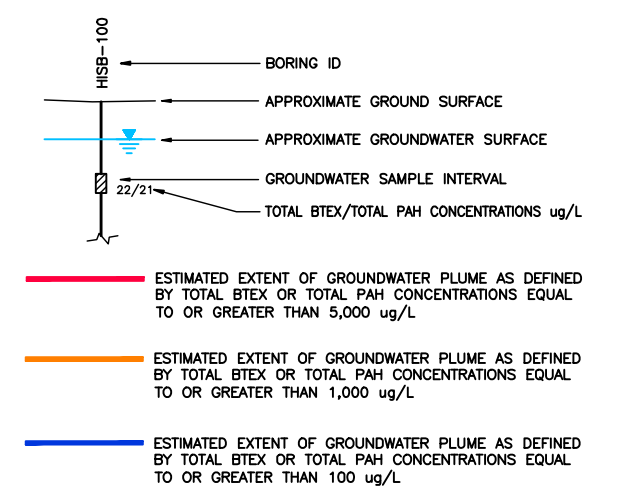 HISB-100
BORING ID
APPROXIMATE GROUND SURFACE
APPROXIMATE GROUNDWATER SURFACE
GROUNDWATER SAMPLE INTERVAL
22/21
TOTAL BTEX/TOTAL PAH CONCENTRATIONS ug/L
ESTIMATED EXTENT OF GROUNDWATER PLUME AS DEFINED
BY TOTAL BTEX OR TOTAL PAH CONCENTRATIONS EQUAL
TO OR GREATER THAN 5,000 ug/L
ESTIMATED EXTENT OF GROUNDWATER PLUME AS DEFINED
BY TOTAL BTEX OR TOTAL PAH CONCENTRATIONS EQUAL
TO OR GREATER THAN 1,000 ug/L
ESTIMATED EXTENT OF GROUNDWATER PLUME AS DEFINED
BY TOTAL BTEX OR TOTAL PAH CONCENTRATIONS EQUAL
TO OR GREATER THAN 100 ug/L